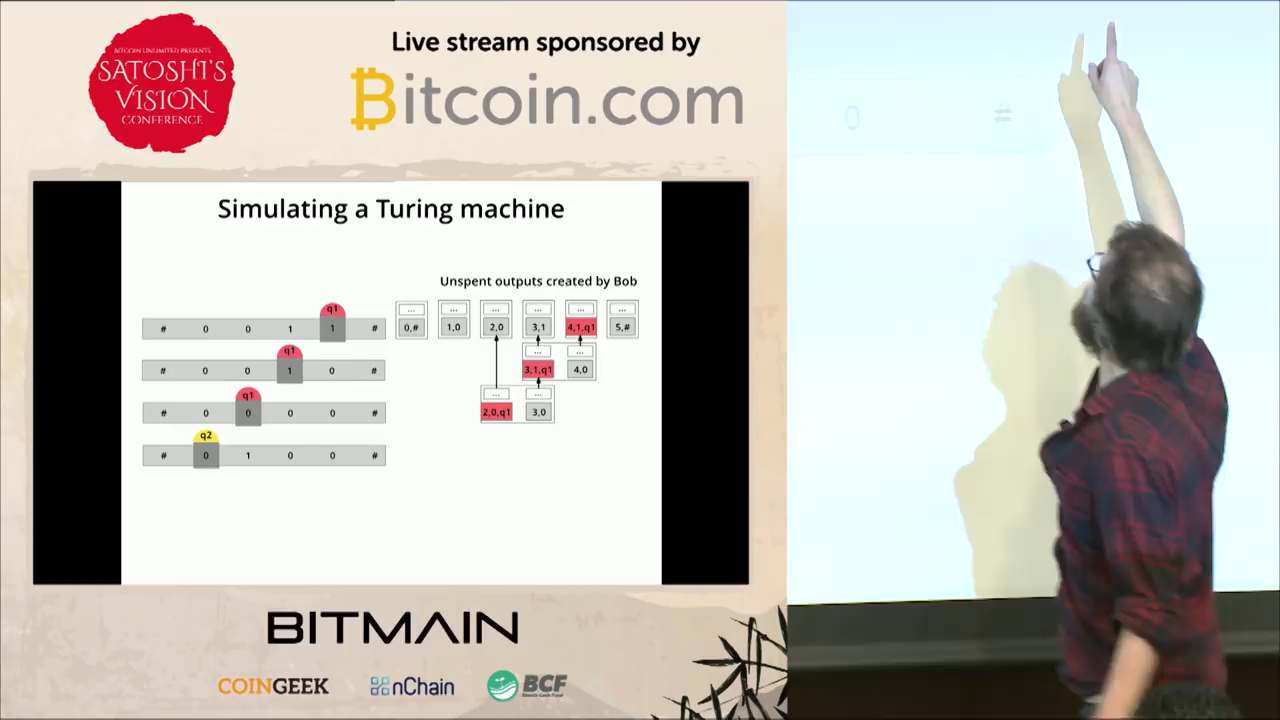 BITCOIN UNLIMITED PRESENTS
SATOSHI'S
VISION
CONFERENCE
Live stream sponsored by
Bitcoin.com
Simulating a Turing machine
Unspent outputs created by Bob
q1
... ... ... ... ... ...
# 0 0 1 1 #
0,# 1,0 2,0 3,1 4,1,q1 5,#
q1
... ...
# 0 0 1 0 #
3,1,q1 4,0
q1
... ...
# 0 0 0 0 #
2,0,q1 3,0
q2
# 0 1 0 0 #
0 #
BITMAIN
COINGEEK
nChain
BCF